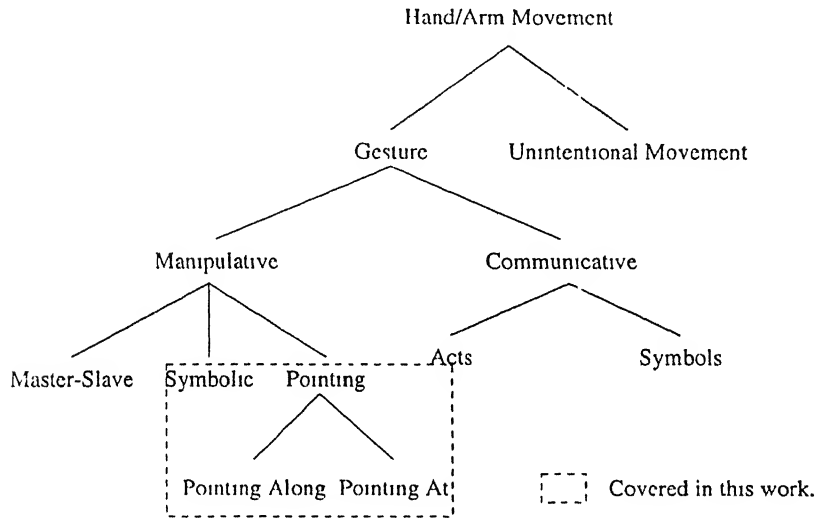 Hand/Arm Movement
Gesture Unintentional Movement
Manipulative Communicative
Acts Symbols
Master-Slave Symbolic Pointing
Pointing Along Pointing At
Covered in this work.